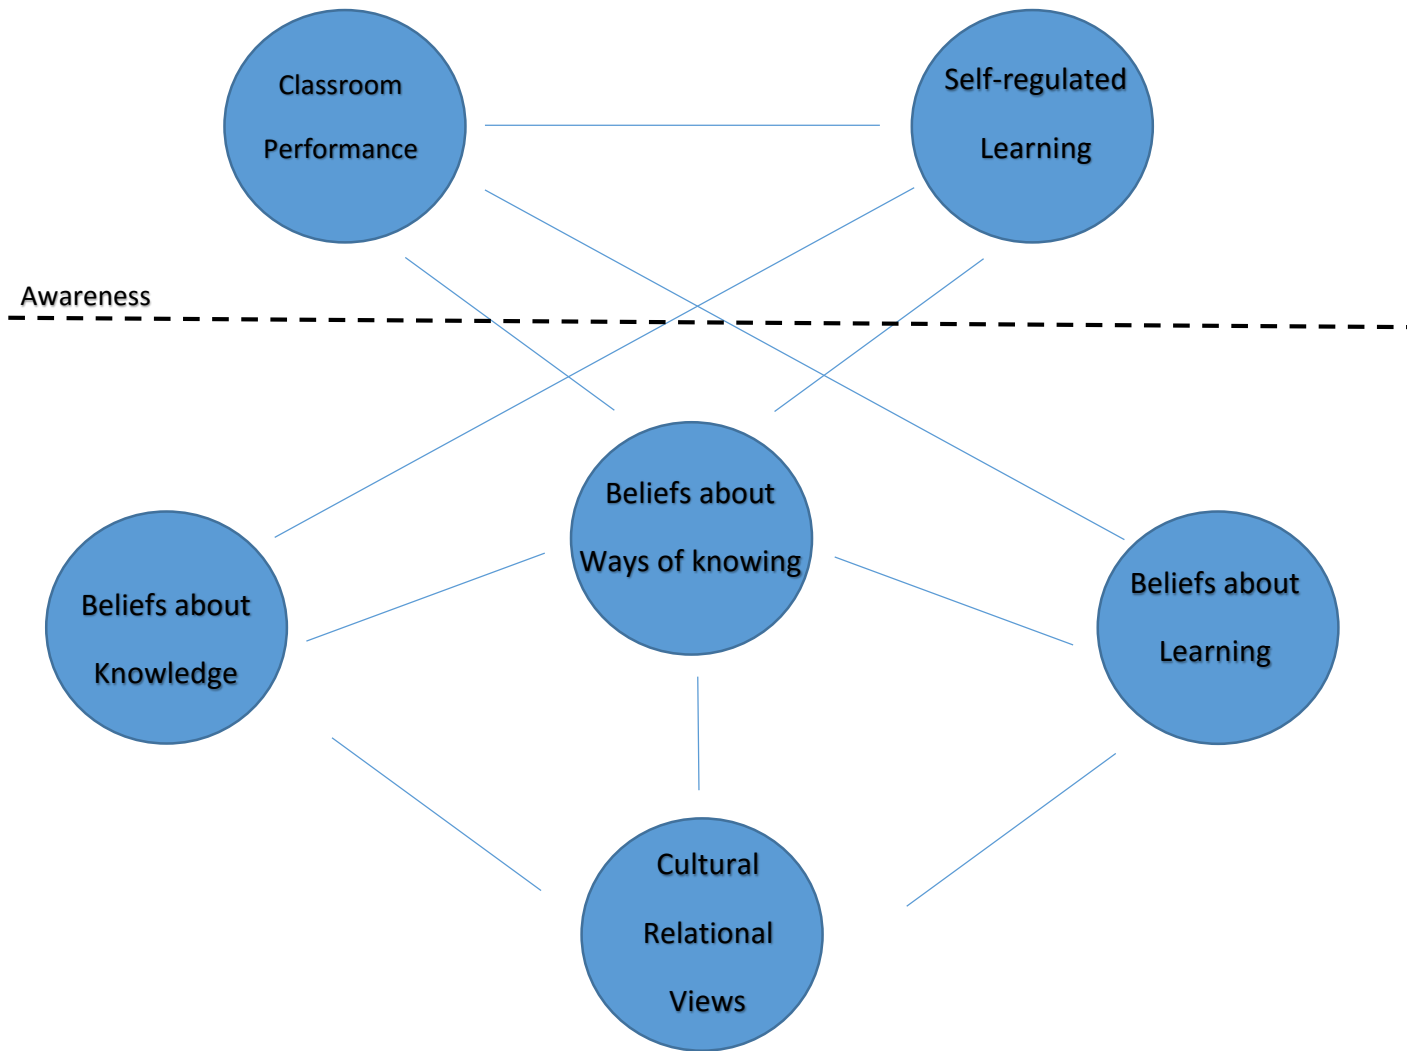 Classroom
Performance
Self-regulated
Learning
Awareness
Beliefs about
Ways of knowing
Beliefs about
Knowledge
Beliefs about
Learning
Cultural
Relational
Views